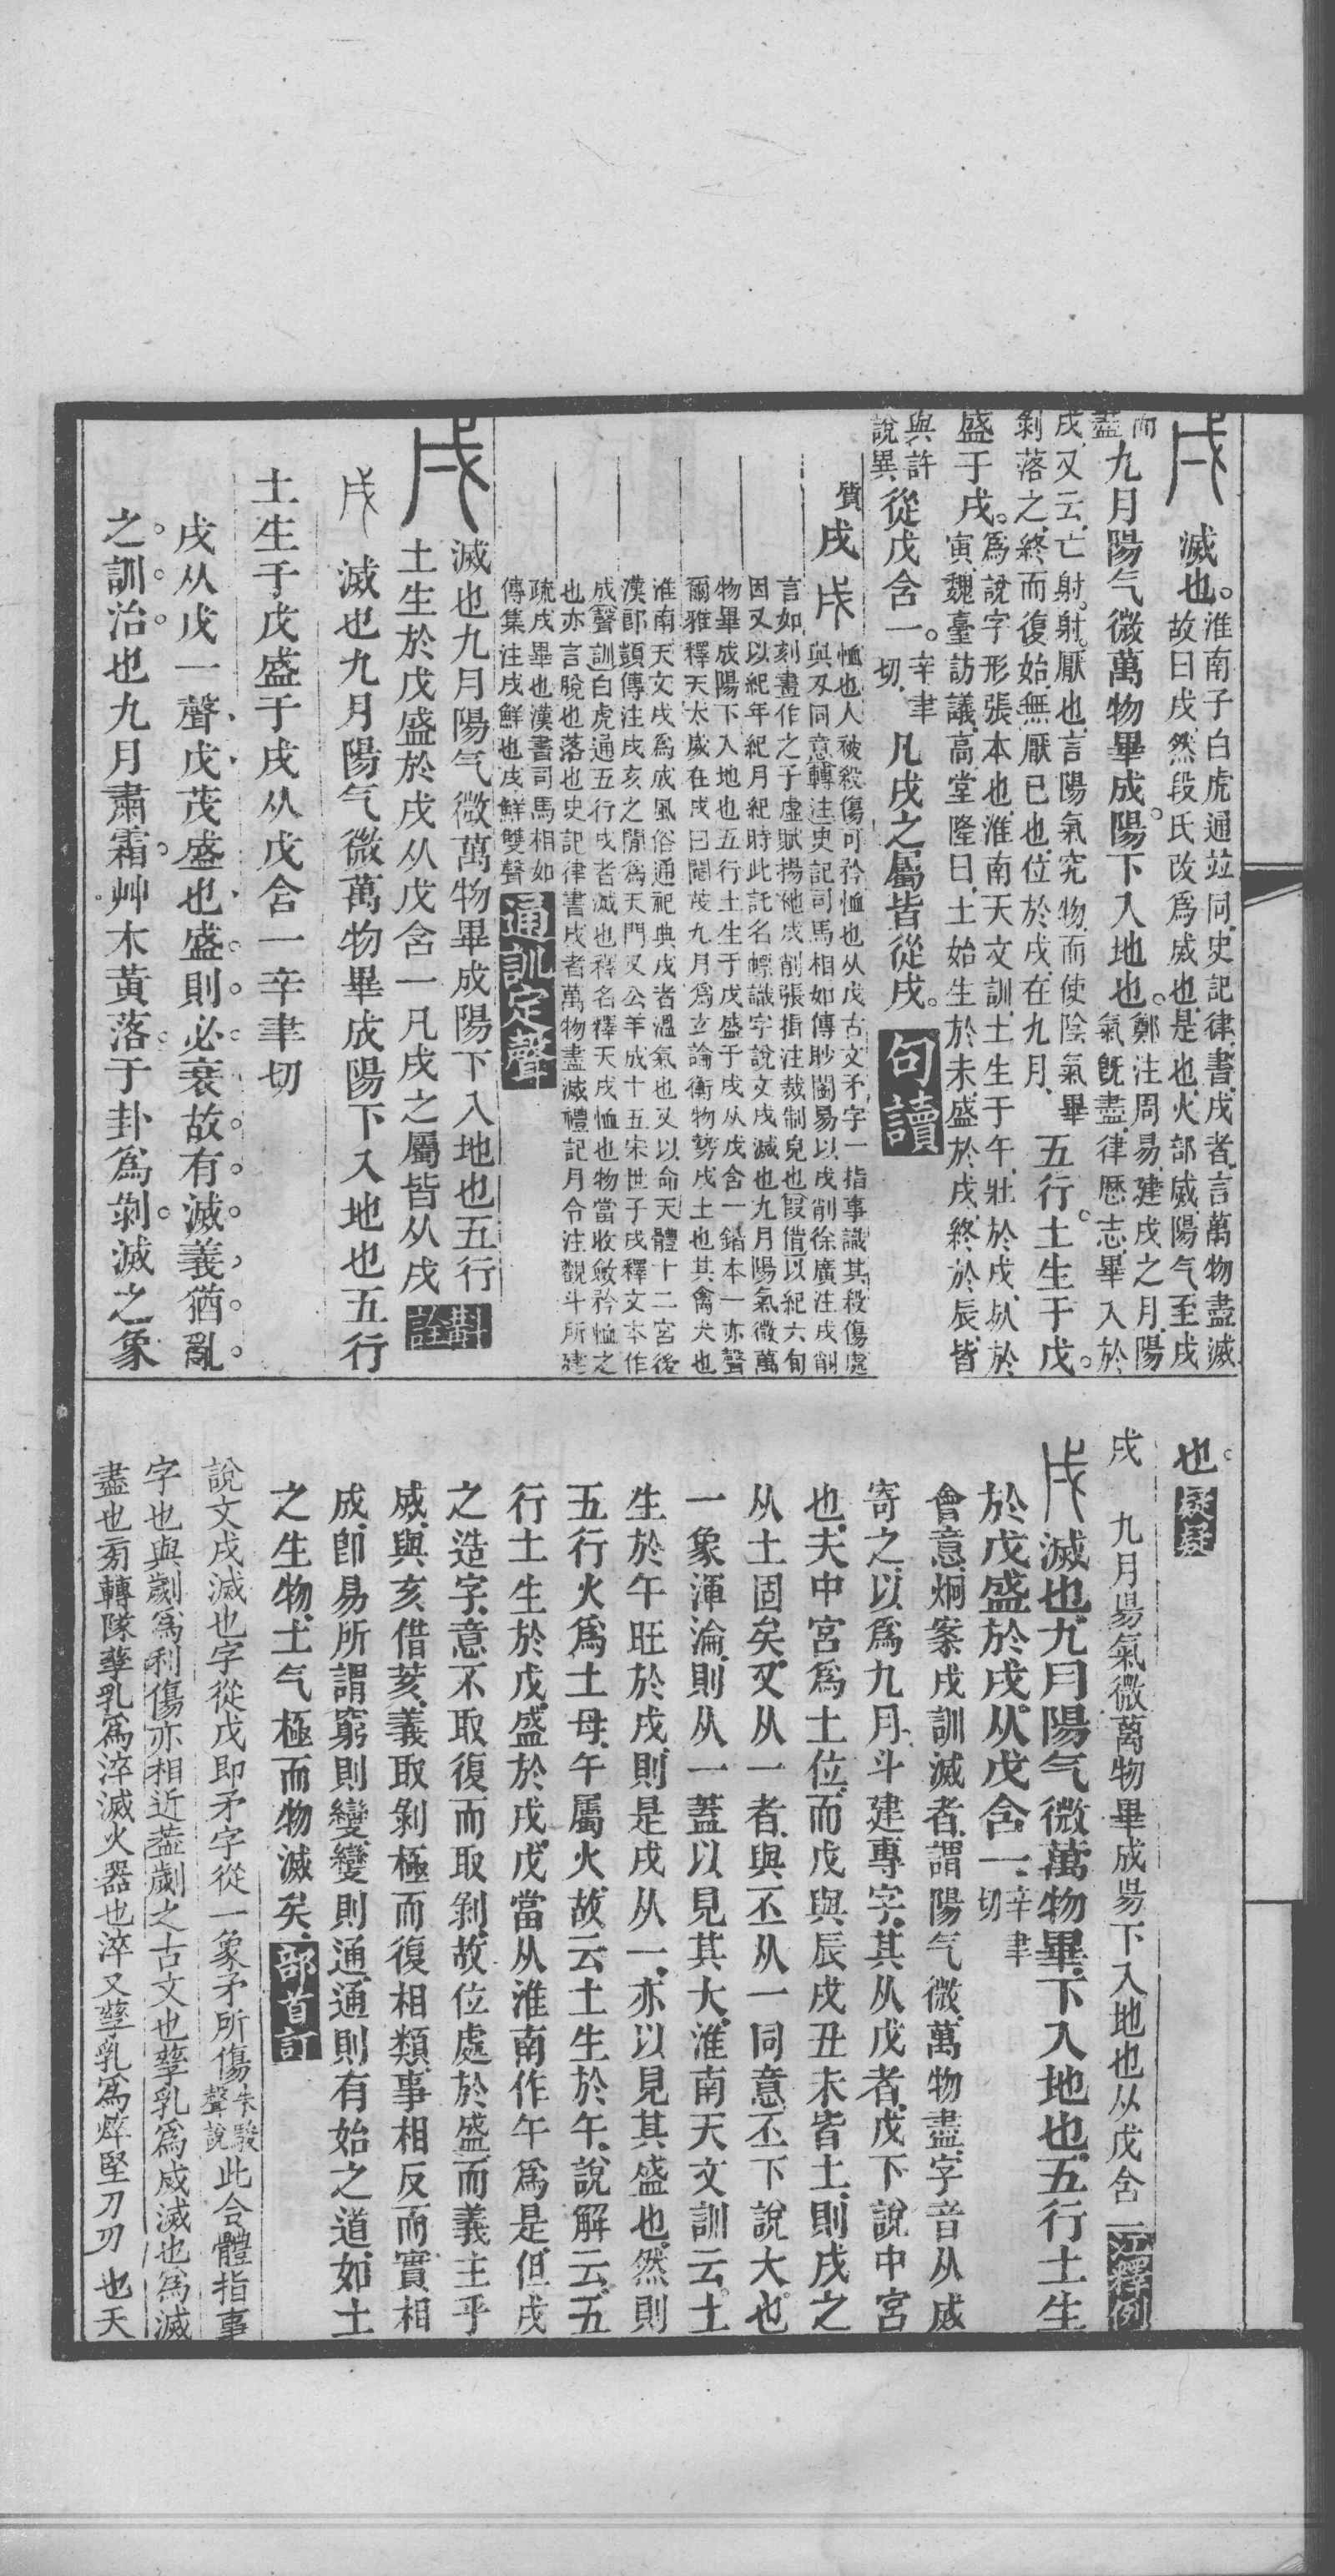 戌　滅也。淮南子白虎通竝同史記律書戌者言萬物盡滅
故曰戌然段氏改爲烕也是也火部烕陽气至戌
而盡九月陽气微萬物畢成。陽下入地也。鄭注周易建戌之月陽
氣旣盡律歷志畢入於
戌又云亡射射厭也言陽氣究物而使陰氣畢
剝落之終而復始無厭已也位於戌在九月五行。土生于戊。
盛于戌。爲說字形張本也淮南天文訓土生于午壯於戌死於
寅魏臺訪議高堂隆曰土始生於未盛於戌終於辰皆
與許說異從戊含一。辛聿切凡戌之屬皆從戌。句讀
質戌　戌恤也人被殺傷可矜恤也从戊古文矛字一指事識其殺傷處
與刃同意轉注史記司馬相如傳眇閻易以戌削徐廣注戌削
言如刻畫作之子虛賦揚衪戌削張揖注裁制皃也叚借以紀六旬
因又以紀年紀月紀時此託名幖識字說文戌滅也九月陽氣微萬
物畢成陽下入地也五行土生于戊盛于戌从戊含一鍇本一亦聲
爾雅釋天太歲在戌曰閹茂九月爲玄論衡物勢戌土也其禽犬也
淮南天文戌爲成風俗通祀典戌者溫氣也又以命天體十二宮後
漢郎顗傳注戌亥之閒爲天門又公羊成十五宋世子戌釋文本作
成聲訓白虎通五行戌者滅也釋名釋天戌恤也物當收斂矜恤之
也亦言脫也落也史記律書戌者萬物盡滅禮記月令注觀斗所建
疏戌畢也漢書司馬相如
傳集注戌鮮也戌鮮雙聲通訓定聲
戌　滅也九月陽气微萬物畢成陽下入地也五行
土生於戊盛於戌从戊含一凡戌之屬皆从戌斠詮
戌　滅也九月陽气微萬物畢成陽下入地也五行
土生于戊盛于戌从戊含一辛聿切
戌从戊一聲戊茂盛也盛則必衰故有滅義猶亂
之訓治也九月肅霜艸木黃落于卦爲剝滅之象
也。疑疑
戌　九月昜氣微萬物畢成昜下入地也从戊含一江釋例
戌　滅也九月陽气微萬物畢下入地也五行土生
於戊盛於戌从戊含一辛聿切
會意炯案戌訓滅者謂陽气微萬物盡字音从烕
寄之以爲九月斗建專字其从戊者戊下說中宮
也夫中宮爲土位而戊與辰戌丑未皆土則戌之
从土固矣又从一者與丕从一同意丕下說大也
一象渾淪則从一蓋以見其大淮南天文訓云土
生於午旺於戌則是戌从一亦以見其盛也然則
五行火爲土母午屬火故云土生於午說解云五
行土生於戊盛於戌戊當从淮南作午爲是但戌
之造字意不取復而取剝故位處於盛而義主乎
烕與亥借荄義取剝極而復相類事相反而實相
成卽易所謂窮則變變則通通則有始之道如土
之生物土气極而物滅矣部首訂
說文戌滅也字從戊即矛字從一象矛所傷朱駿聲說此合體指事
字也與劌爲利傷亦相近蓋劌之古文也孳乳爲烕滅也爲滅
盡也旁轉隊孳乳爲淬滅火器也淬又孳乳爲焠堅刀刃也天